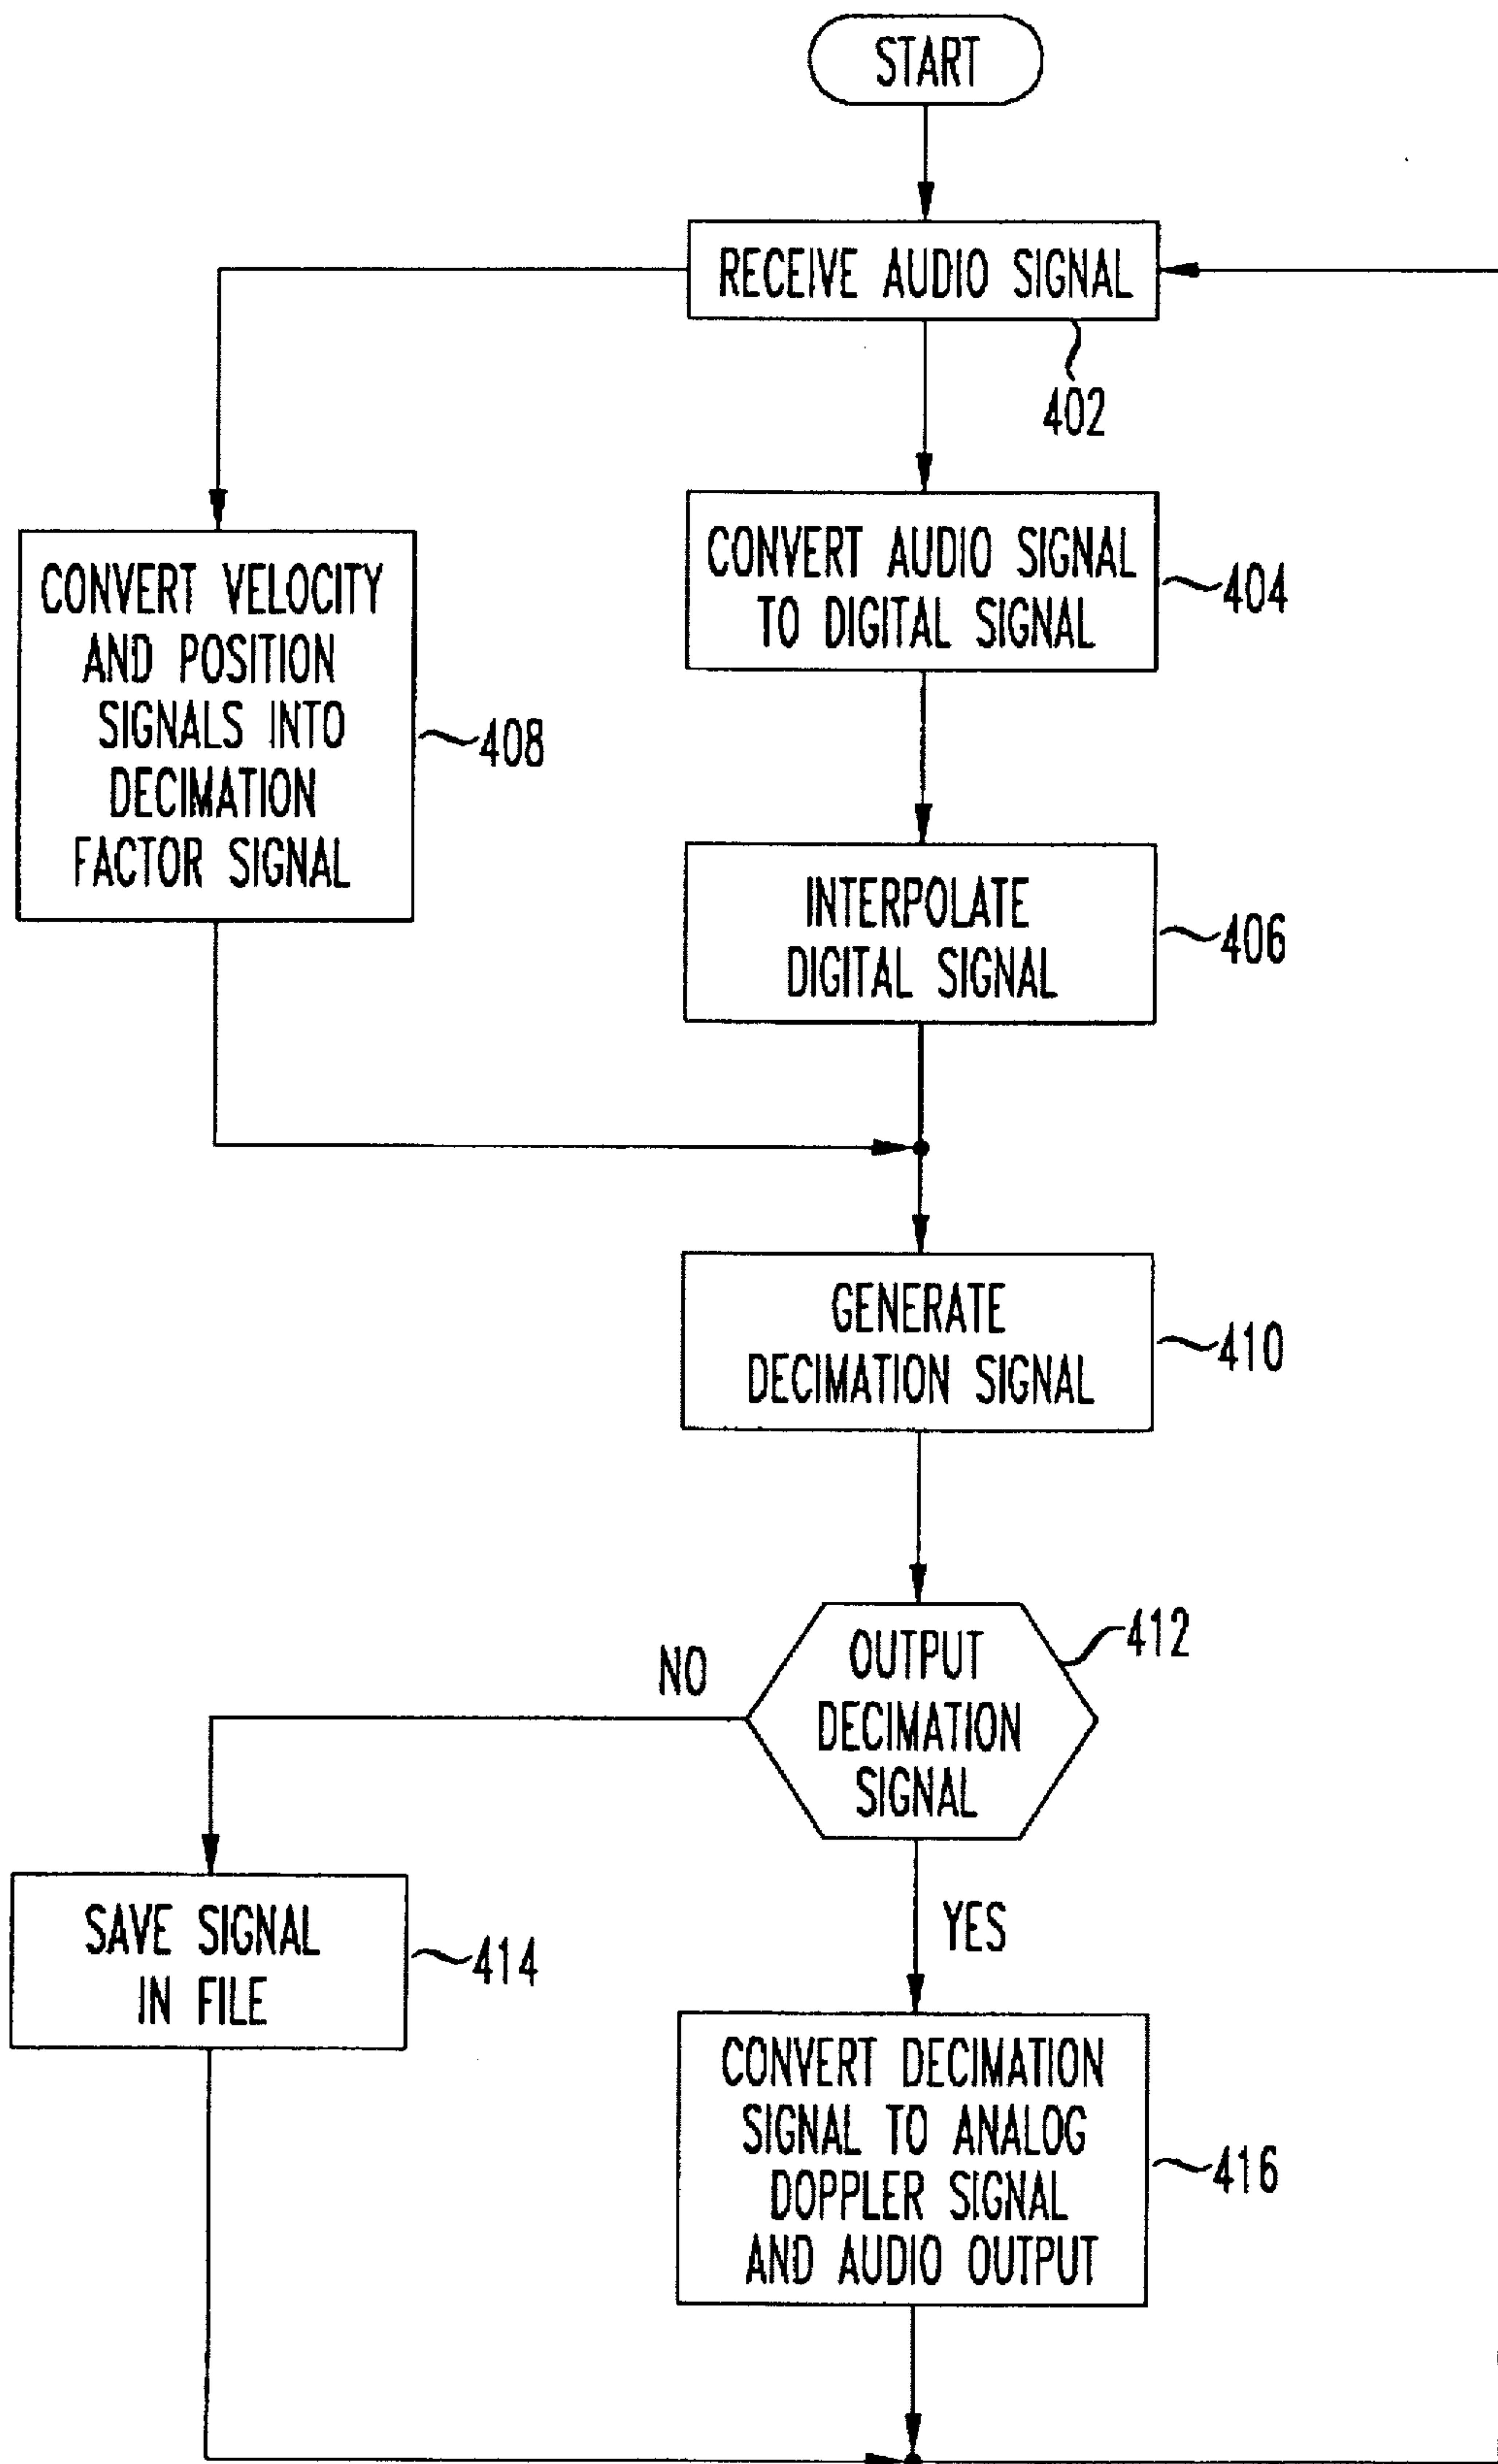 START
RECEIVE AUDIO SIGNAL
402
CONVERT AUDIO SIGNAL
TO DIGITAL SIGNAL
404
CONVERT VELOCITY
AND POSITION
SIGNALS INTO
DECIMATION
FACTOR SIGNAL
408
INTERPOLATE
DIGITAL SIGNAL
406
GENERATE
DECIMATION SIGNAL
410
OUTPUT
DECIMATION
SIGNAL
412
NO
YES
SAVE SIGNAL
IN FILE
414
CONVERT DECIMATION
SIGNAL TO ANALOG
DOPPLER SIGNAL
AND AUDIO OUTPUT
416